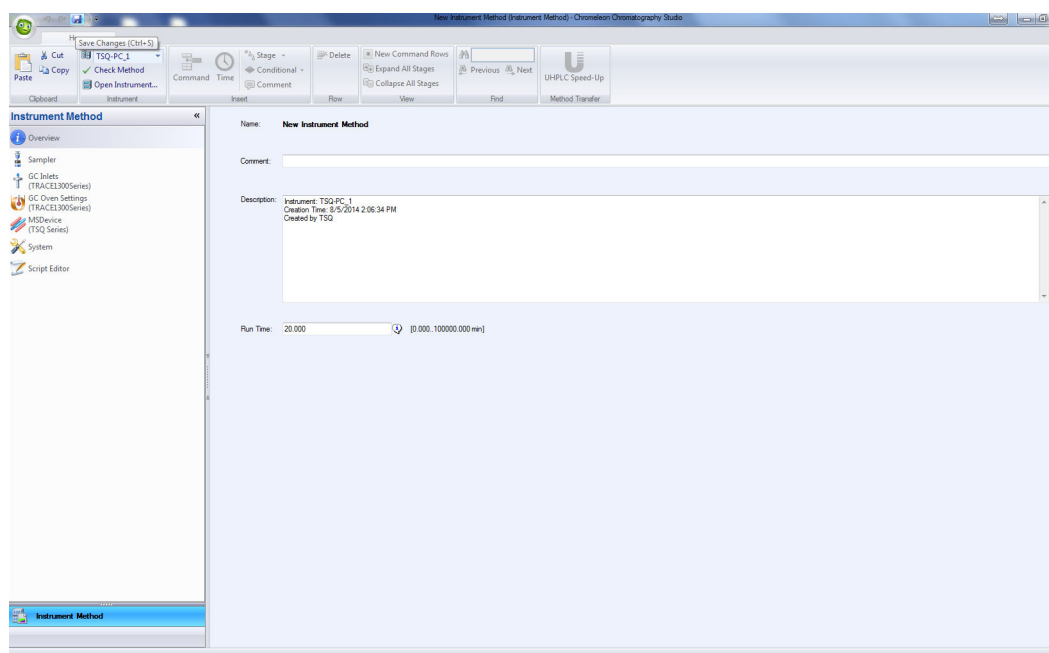 New Instrument Method (Instrument Method) - Chromeleon Chromatography Studio
Save Changes (Ctrl+S)
Paste
Cut
Copy
Clipboard
TSQ-PC_1
Check Method
Open Instrument...
Instrument
Command
Time
Stage
Conditional
Comment
Insert
Delete
Row
New Command Rows
Expand All Stages
Collapse All Stages
View
Previous
Next
Find
UHPLC Speed-Up
Method Transfer
Instrument Method «
Overview
Sampler
GC Inlets
(TRACE1300Series)
GC Oven Settings
(TRACE1300Series)
MSDevice
(TSQ Series)
System
Script Editor
Instrument Method
Name: New Instrument Method
Comment:
Description: Instrument: TSQ-PC_1
Creation Time: 8/5/2014 2:06:34 PM
Created by TSQ
Run Time: 20.000 [0.000..100000.000 min]